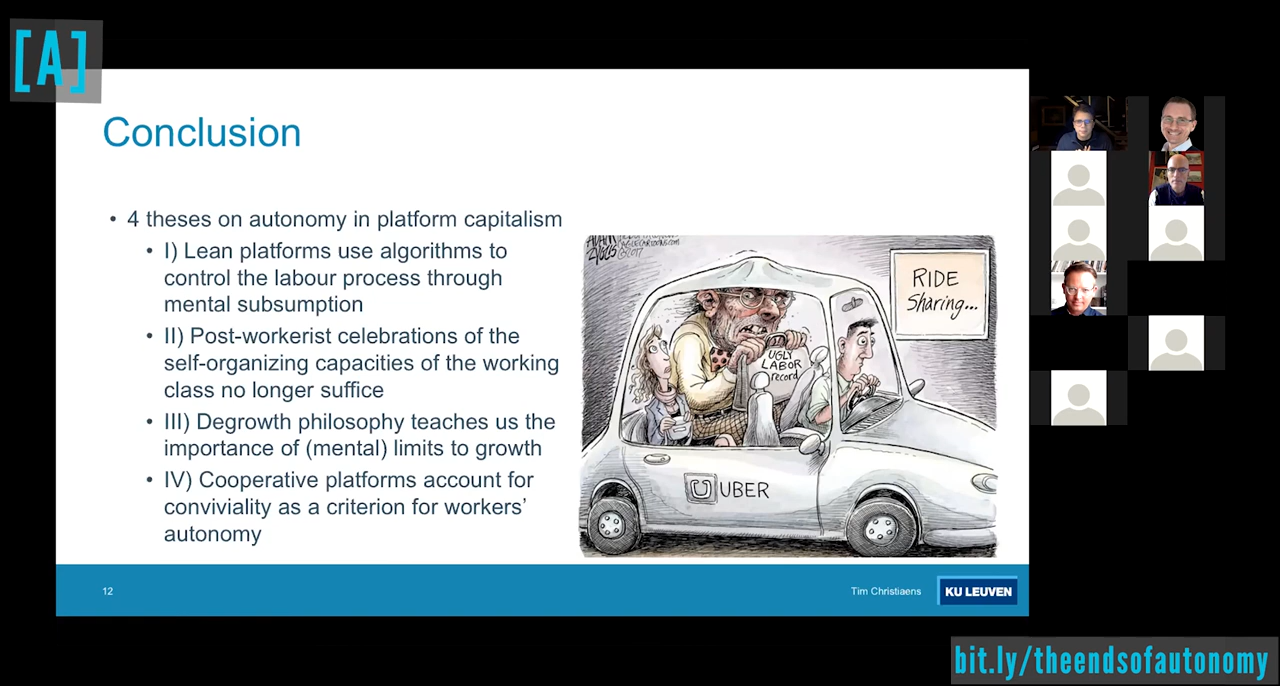 [A]
Conclusion
• 4 theses on autonomy in platform capitalism
• I) Lean platforms use algorithms to
control the labour process through
mental subsumption
• II) Post-workerist celebrations of the
self-organizing capacities of the working
class no longer suffice
• III) Degrowth philosophy teaches us the
importance of (mental) limits to growth
• IV) Cooperative platforms account for
conviviality as a criterion for workers’
autonomy
RIDE
Sharing...
UGLY
LABOR
record
UBER
12
Tim Christiaens
KU LEUVEN
bit.ly/theendsofautonomy